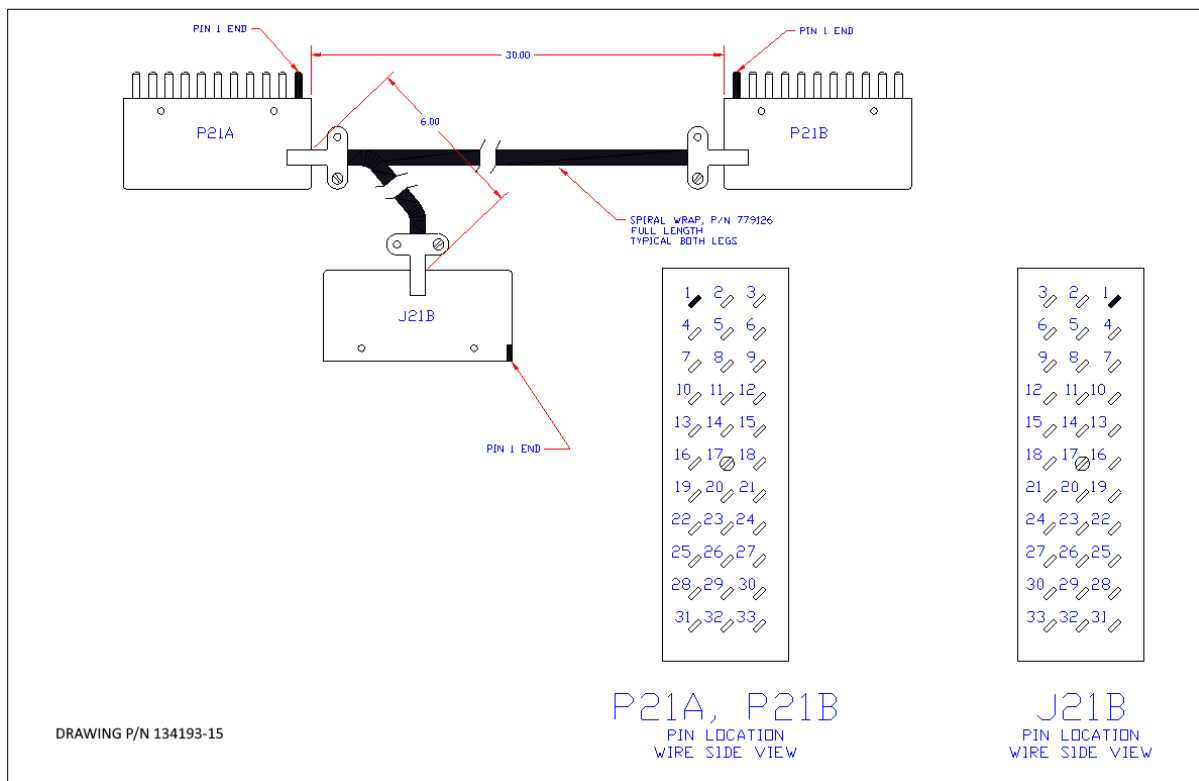 PIN 1 END
PIN 1 END
30.00
6.00
P21A
P21B
SPIRAL WRAP, P/N 779126
FULL LENGTH
TYPICAL BOTH LEGS
J21B
PIN 1 END
1 2 3
4 5 6
7 8 9
10 11 12
13 14 15
16 17 18
19 20 21
22 23 24
25 26 27
28 29 30
31 32 33
P21A, P21B
PIN LOCATION
WIRE SIDE VIEW
3 2 1
6 5 4
9 8 7
12 11 10
15 14 13
18 17 16
21 20 19
24 23 22
27 26 25
30 29 28
33 32 31
J21B
PIN LOCATION
WIRE SIDE VIEW
DRAWING P/N 134193-15